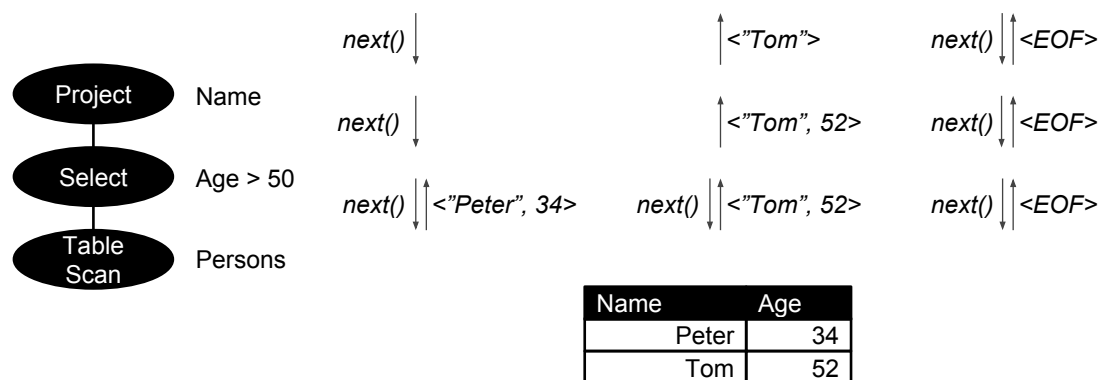 next() <”Tom”> next() <EOF>
Project Name
next() <”Tom”, 52> next() <EOF>
Select Age > 50
next() <”Peter”, 34> next() <”Tom”, 52> next() <EOF>
Table
Scan
Persons
Name Age
Peter 34
Tom 52